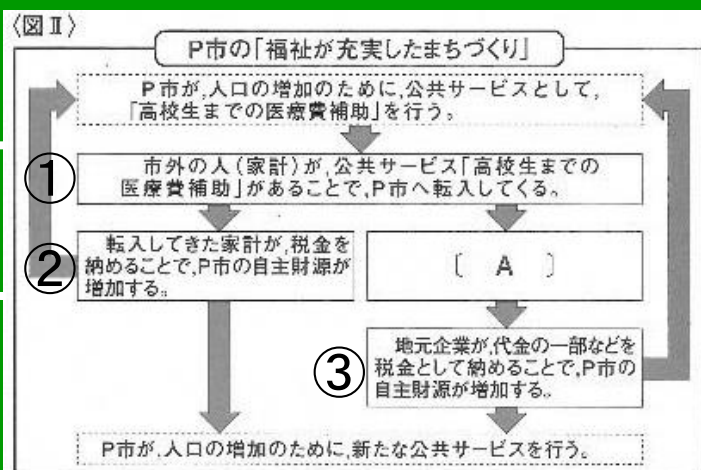 〈図Ⅱ〉
P市の「福祉が充実したまちづくり」
P市が,人口の増加のために,公共サービスとして,
「高校生までの医療費補助」を行う。
①
市外の人(家計)が,公共サービス「高校生までの
医療費補助」があることで,P市へ転入してくる。
②
転入してきた家計が,税金を
納めることで,P市の自主財源が
増加する。
〔 A 〕
③
地元企業が,代金の一部などを
税金として納めることで,P市の
自主財源が増加する。
P市が,人口の増加のために,新たな公共サービスを行う。